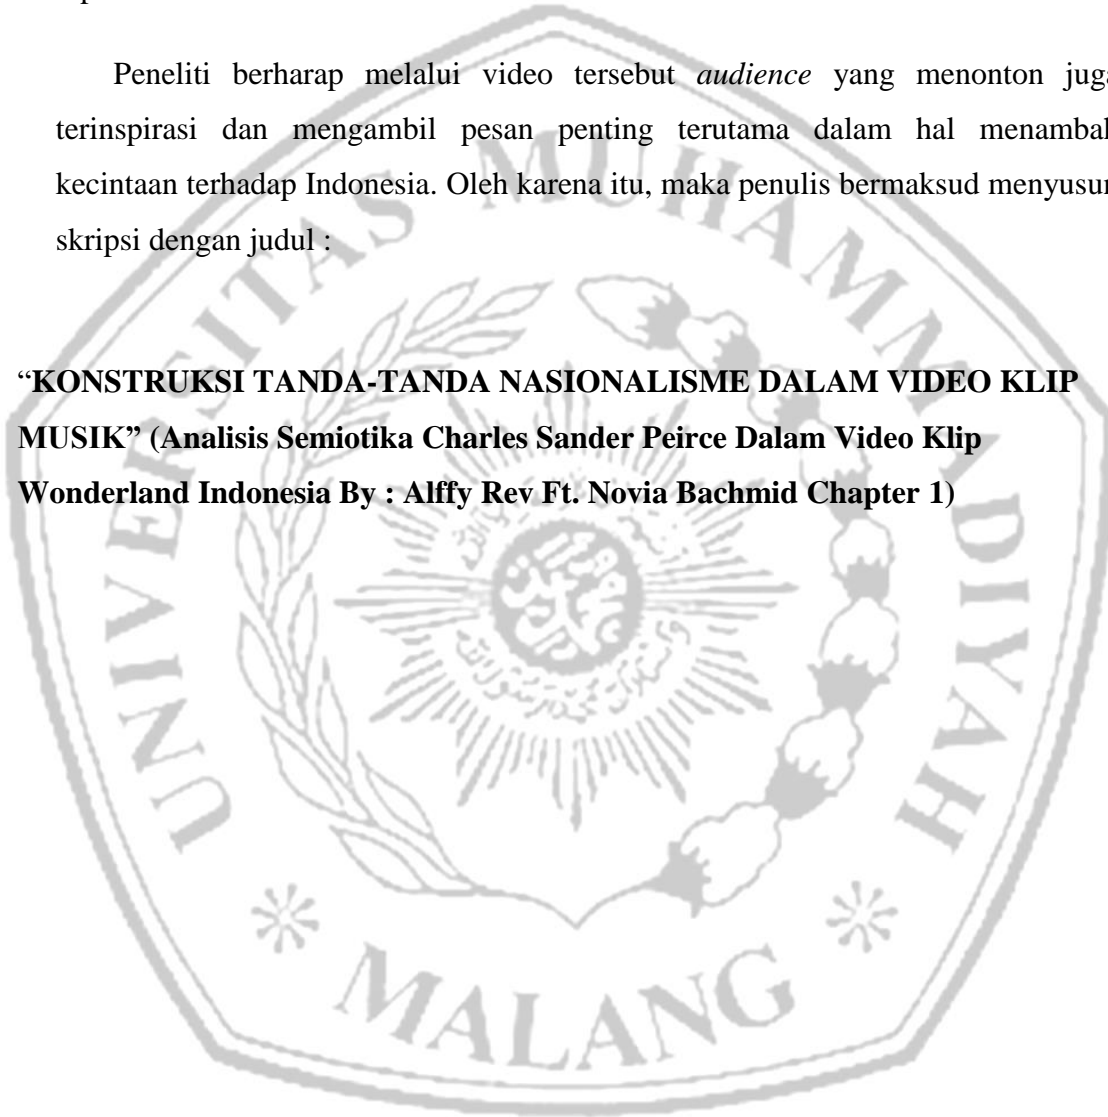 Peneliti berharap melalui video tersebut audience yang menonton juga
terinspirasi dan mengambil pesan penting terutama dalam hal menambah
kecintaan terhadap Indonesia. Oleh karena itu, maka penulis bermaksud menyusun
skripsi dengan judul :
“KONSTRUKSI TANDA-TANDA NASIONALISME DALAM VIDEO KLIP
MUSIK” (Analisis Semiotika Charles Sander Peirce Dalam Video Klip
Wonderland Indonesia By : Alffy Rev Ft. Novia Bachmid Chapter 1)
UNIVERSITAS MUHAMMADIYAH
MALANG